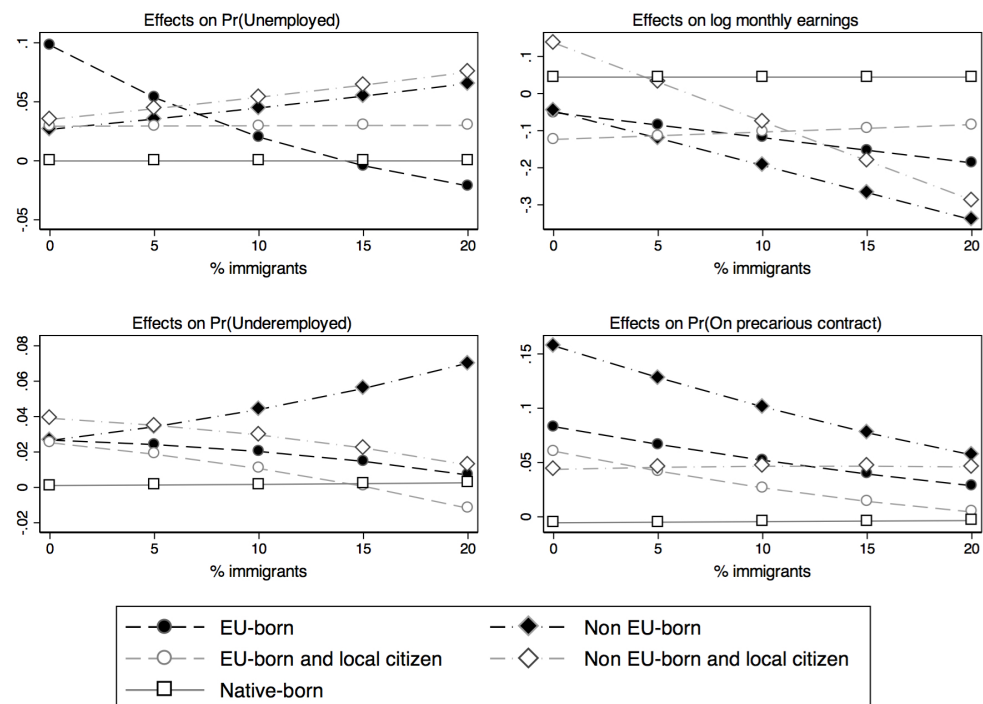 Effects on Pr(Unemployed)
.1
.05
0
-.05
0 5 10 15 20
% immigrants
Effects on log monthly earnings
.1
0
-.1
-.2
-.3
0 5 10 15 20
% immigrants
Effects on Pr(Underemployed)
.08
.06
.04
.02
0
-.02
0 5 10 15 20
% immigrants
Effects on Pr(On precarious contract)
.15
.1
.05
0
0 5 10 15 20
% immigrants
EU-born
Non EU-born
EU-born and local citizen
Non EU-born and local citizen
Native-born